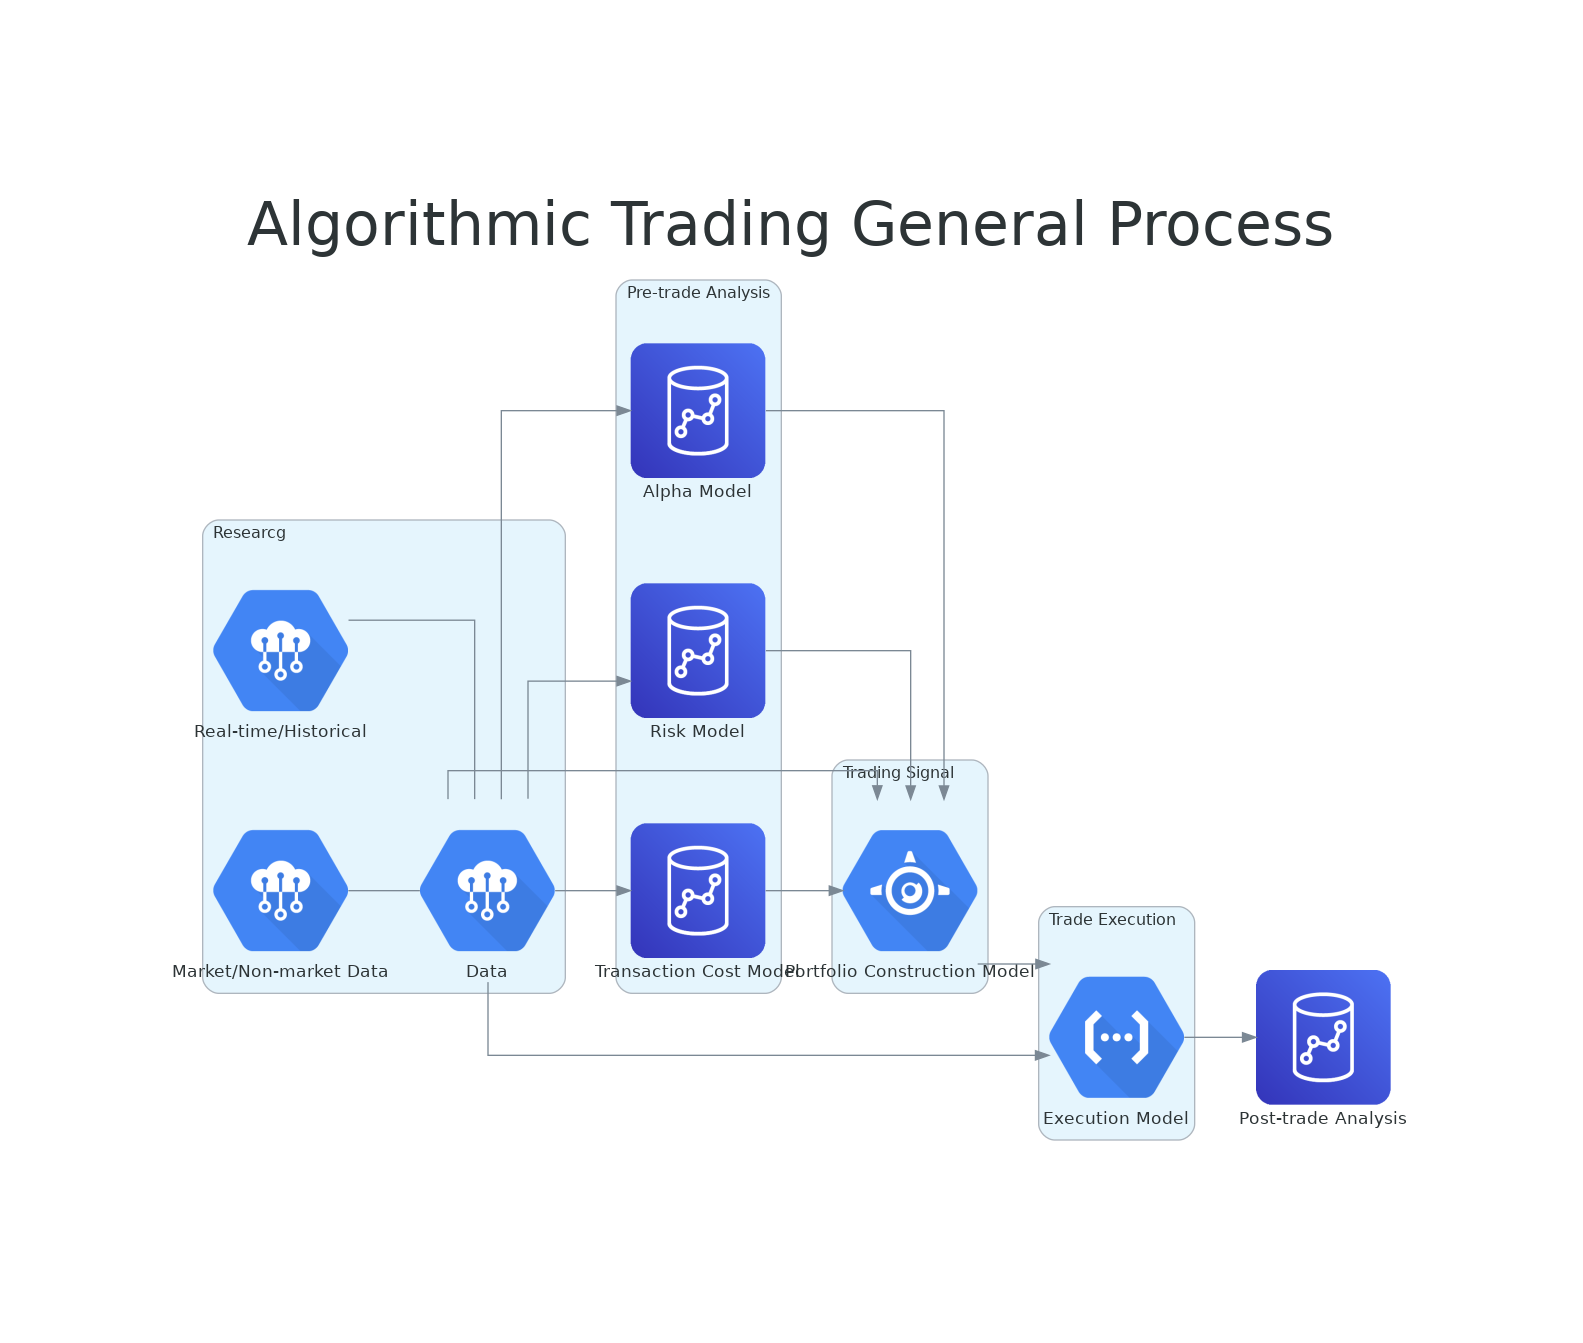 Algorithmic Trading General Process
Pre-trade Analysis
Alpha Model
Researcg
Real-time/Historical
Risk Model
Trading Signal
Market/Non-market Data
Data
Transaction Cost Model
Portfolio Construction Model
Trade Execution
Execution Model
Post-trade Analysis